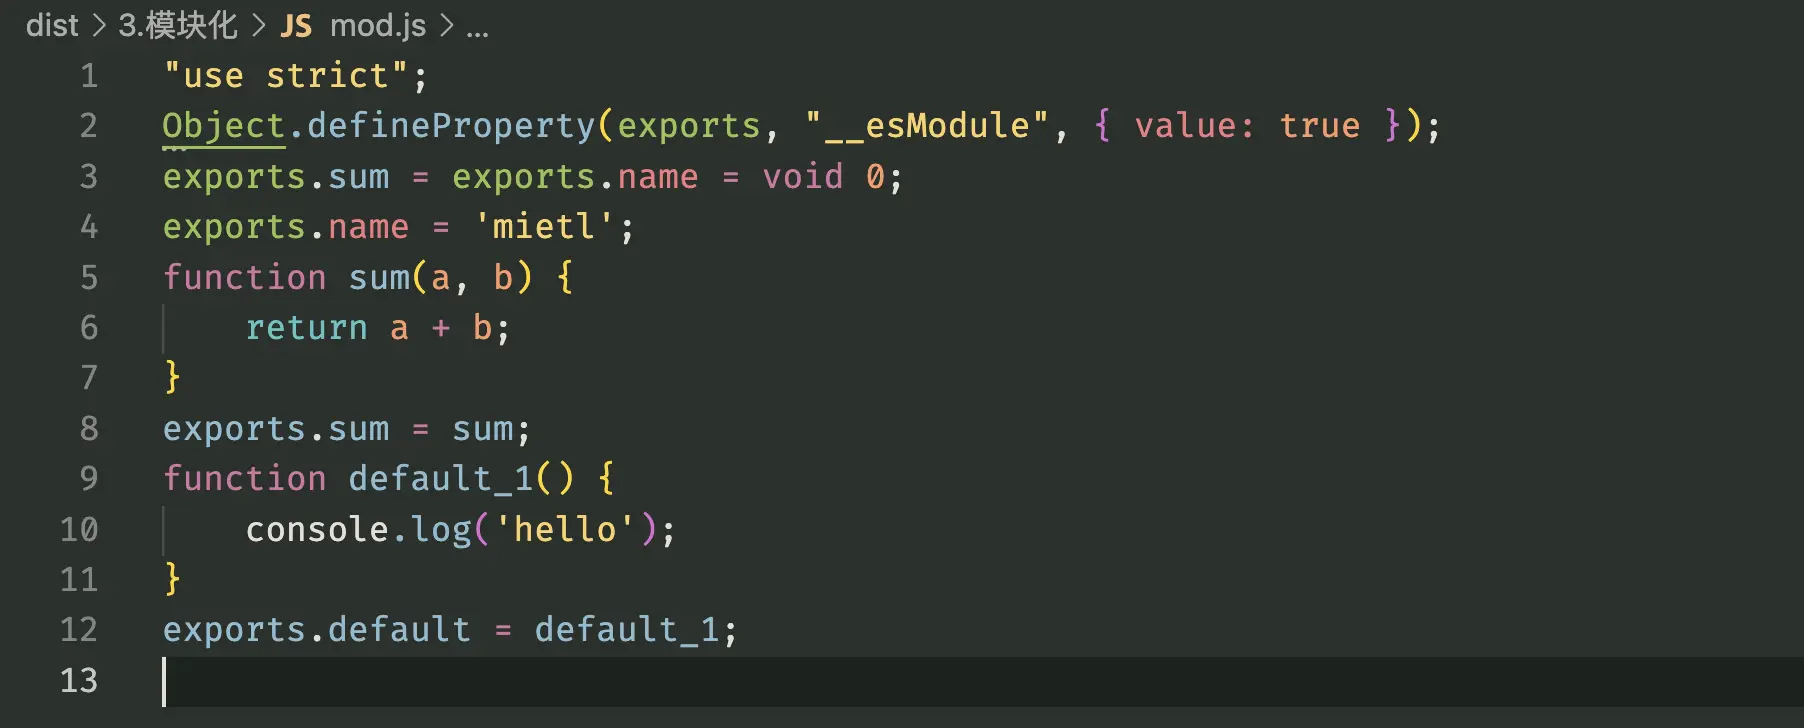 dist > 3.模块化 > JS mod.js > ...
1 "use strict";
2 Object.defineProperty(exports, "__esModule", { value: true });
3 exports.sum = exports.name = void 0;
4 exports.name = 'mietl';
5 function sum(a, b) {
6     return a + b;
7 }
8 exports.sum = sum;
9 function default_1() {
10     console.log('hello');
11 }
12 exports.default = default_1;
13